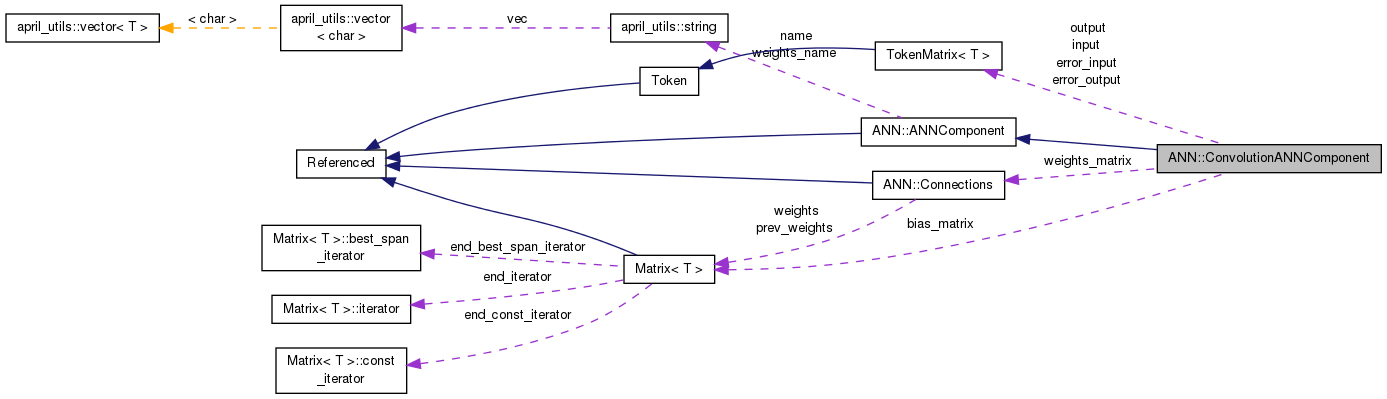 april_utils::vector< T >
< char >
april_utils::vector
< char >
vec
april_utils::string
name
weights_name
TokenMatrix< T >
output
input
error_input
error_output
Token
ANN::ANNComponent
Referenced
weights_matrix
ANN::ConvolutionANNComponent
ANN::Connections
weights
prev_weights
bias_matrix
Matrix< T >::best_span
_iterator
end_best_span_iterator
Matrix< T >
end_iterator
Matrix< T >::iterator
end_const_iterator
Matrix< T >::const
_iterator